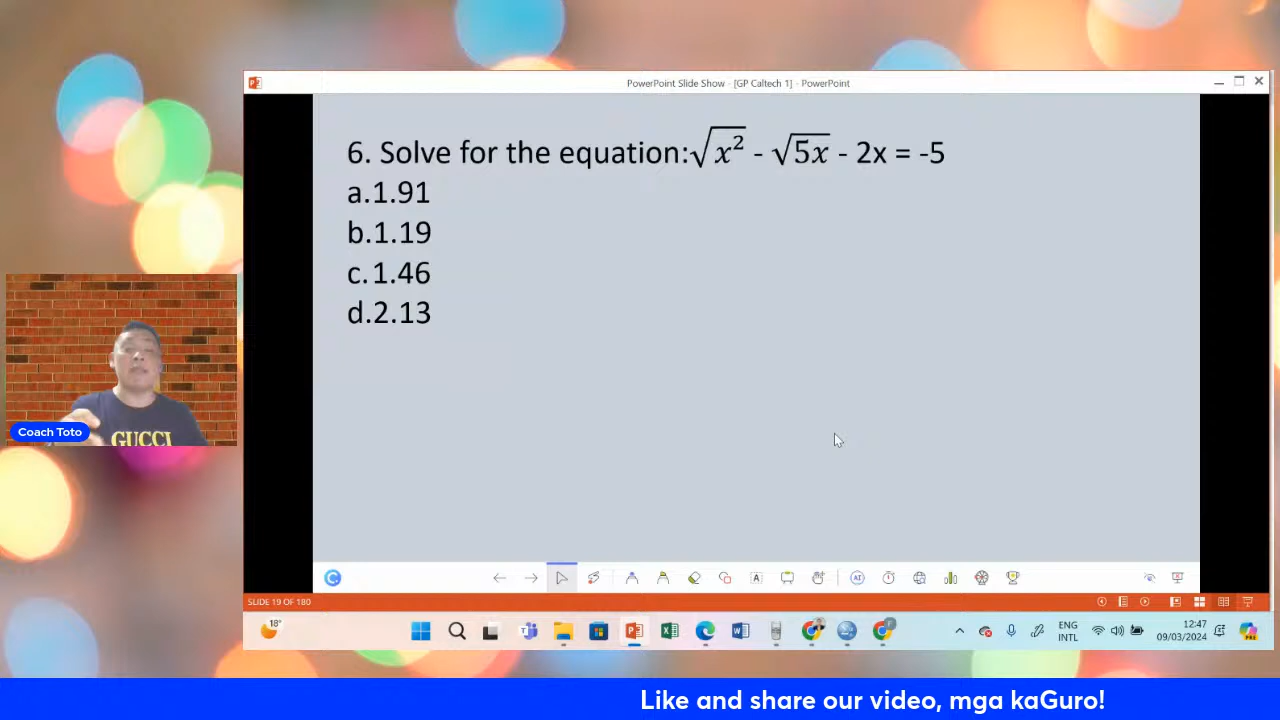 PowerPoint Slide Show - [GP Caltech 1] - PowerPoint
6. Solve for the equation:√x² - √5x - 2x = -5
a.1.91
b.1.19
c.1.46
d.2.13
Coach Toto
GUCCI
A
AI
SLIDE 19 OF 180
18°
ENG
INTL
12:47
09/03/2024
Like and share our video, mga kaGuro!